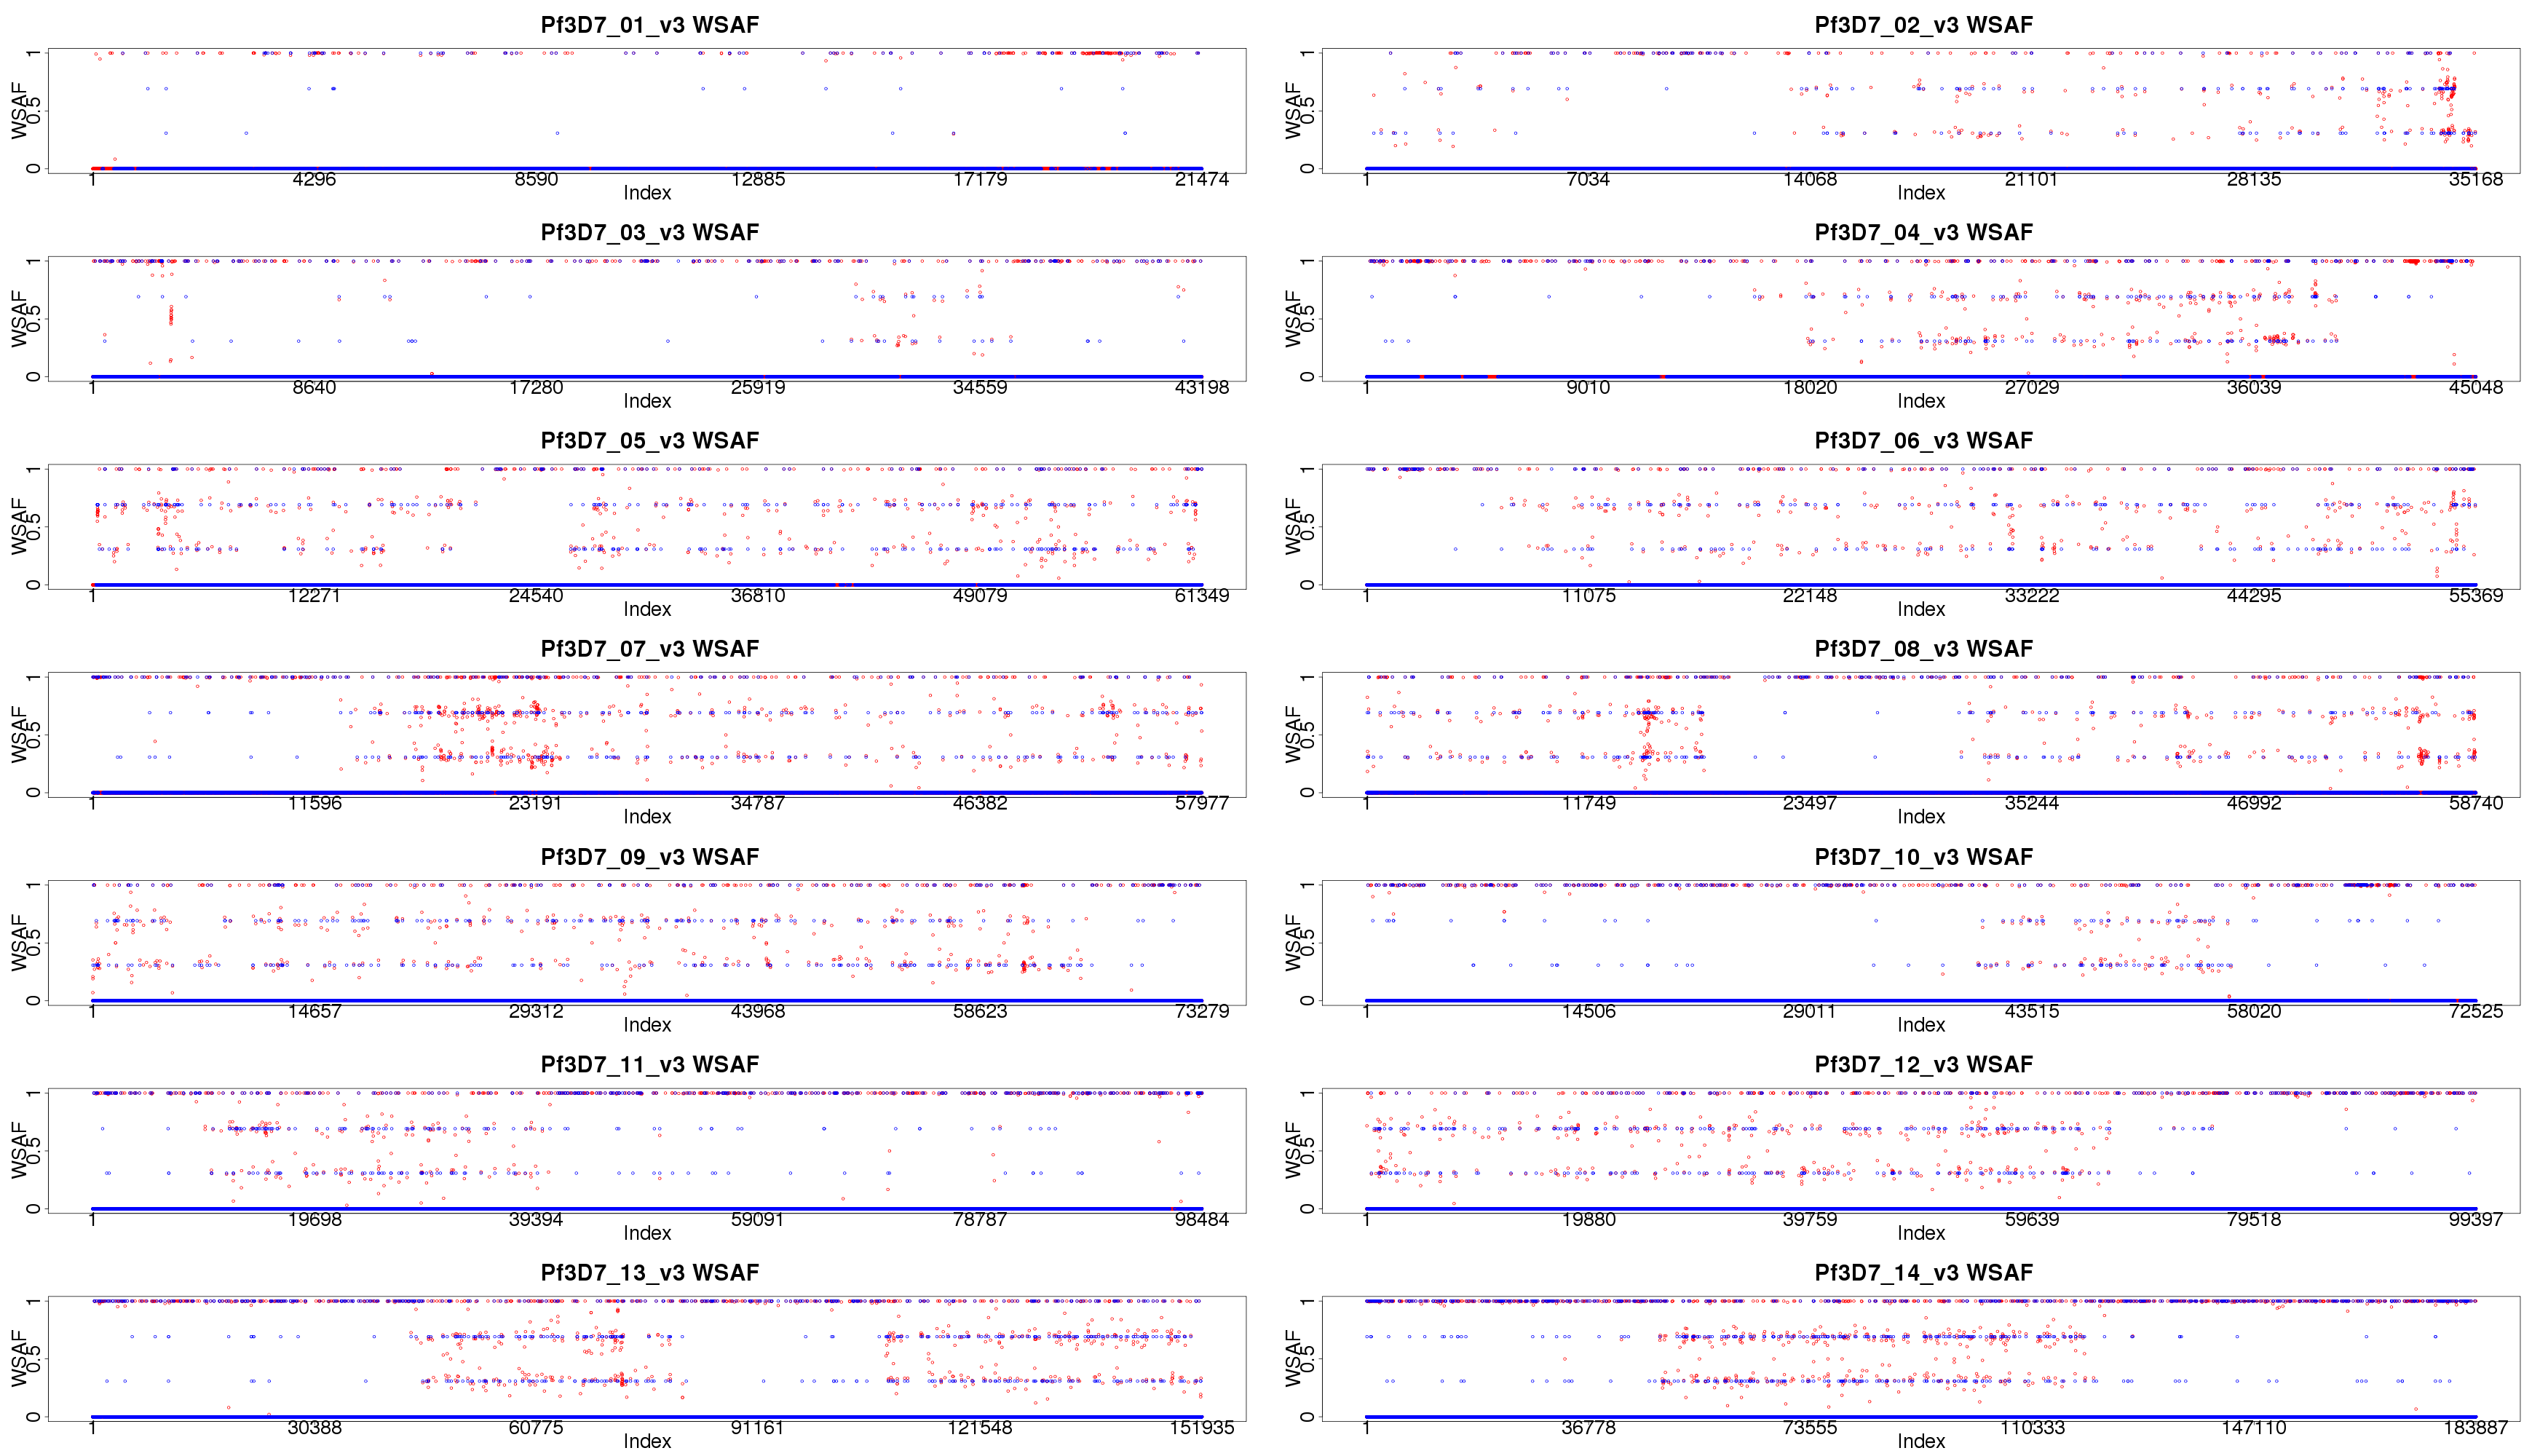 Pf3D7_01_v3 WSAF
WSAF
0 0.5 1
1 4296 8590 12885 17179 21474
Index
Pf3D7_02_v3 WSAF
WSAF
0 0.5 1
1 7034 14068 21101 28135 35168
Index
Pf3D7_03_v3 WSAF
WSAF
0 0.5 1
1 8640 17280 25919 34559 43198
Index
Pf3D7_04_v3 WSAF
WSAF
0 0.5 1
1 9010 18020 27029 36039 45048
Index
Pf3D7_05_v3 WSAF
WSAF
0 0.5 1
1 12271 24540 36810 49079 61349
Index
Pf3D7_06_v3 WSAF
WSAF
0 0.5 1
1 11075 22148 33222 44295 55369
Index
Pf3D7_07_v3 WSAF
WSAF
0 0.5 1
1 11596 23191 34787 46382 57977
Index
Pf3D7_08_v3 WSAF
WSAF
0 0.5 1
1 11749 23497 35244 46992 58740
Index
Pf3D7_09_v3 WSAF
WSAF
0 0.5 1
1 14657 29312 43968 58623 73279
Index
Pf3D7_10_v3 WSAF
WSAF
0 0.5 1
1 14506 29011 43515 58020 72525
Index
Pf3D7_11_v3 WSAF
WSAF
0 0.5 1
1 19698 39394 59091 78787 98484
Index
Pf3D7_12_v3 WSAF
WSAF
0 0.5 1
1 19880 39759 59639 79518 99397
Index
Pf3D7_13_v3 WSAF
WSAF
0 0.5 1
1 30388 60775 91161 121548 151935
Index
Pf3D7_14_v3 WSAF
WSAF
0 0.5 1
1 36778 73555 110333 147110 183887
Index